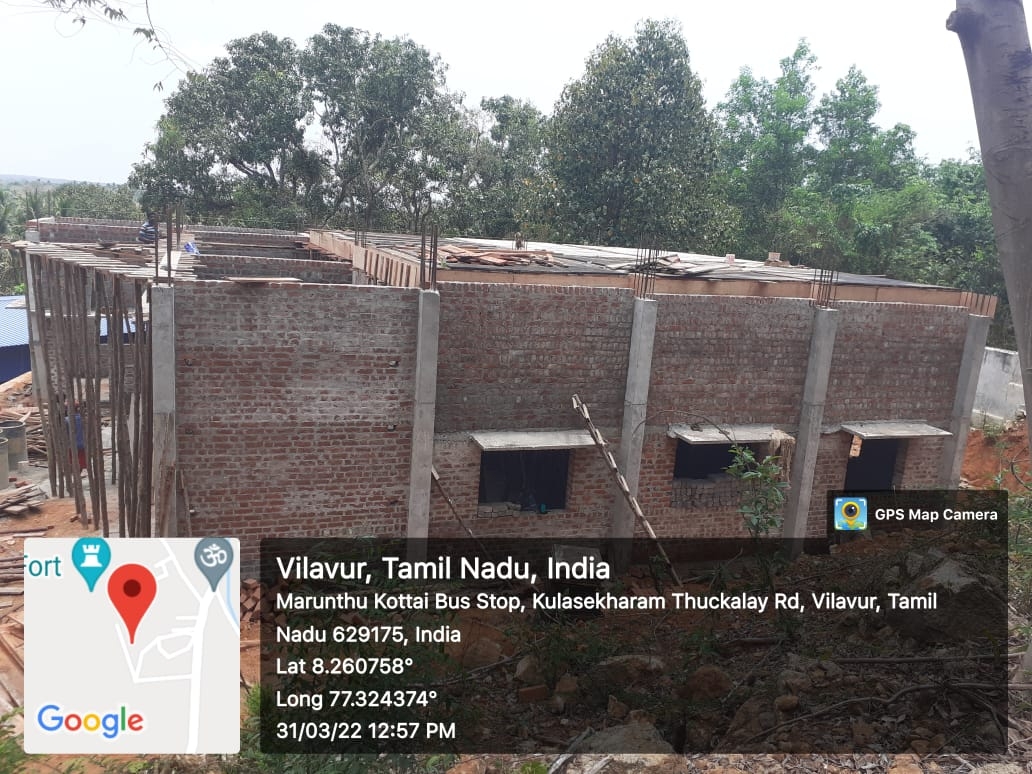 GPS Map Camera
ort
Google
Vilavur, Tamil Nadu, India
Marunthu Kottai Bus Stop, Kulasekharam Thuckalay Rd, Vilavur, Tamil
Nadu 629175, India
Lat 8.260758°
Long 77.324374°
31/03/22 12:57 PM